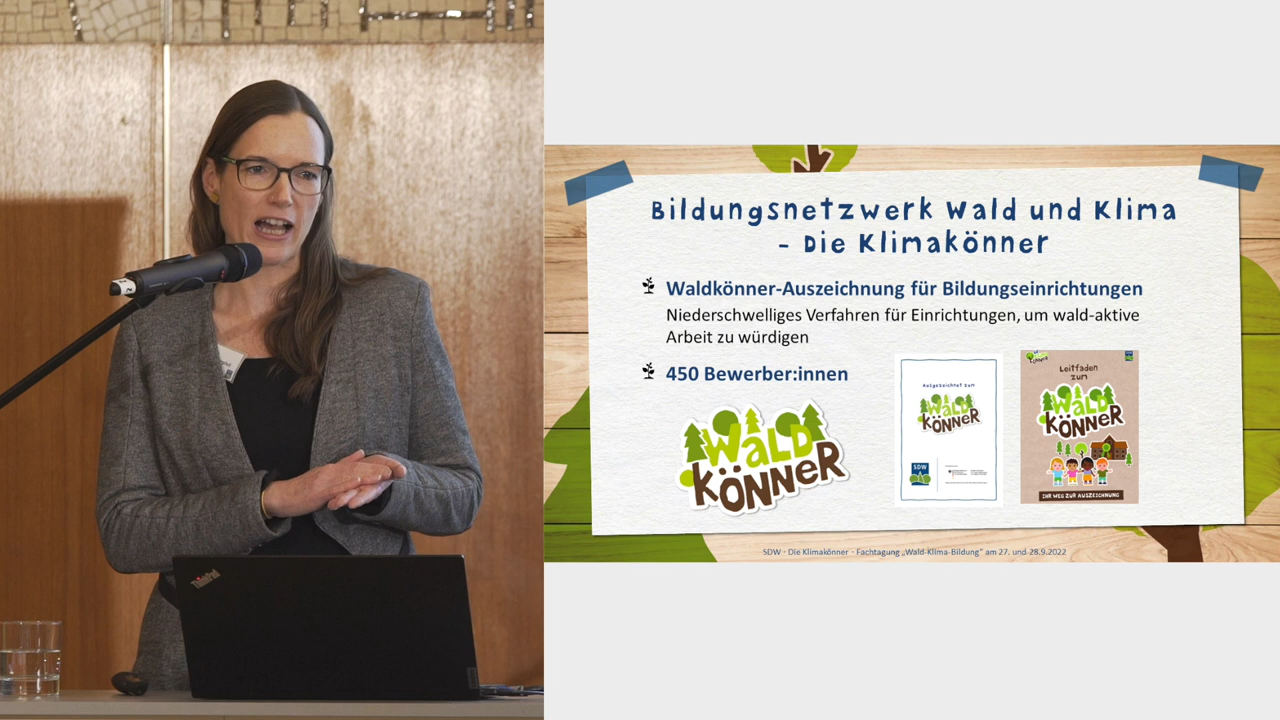 ThinkPad
Bildungsnetzwerk Wald und Klima
- Die Klimakönner
Waldkönner-Auszeichnung für Bildungseinrichtungen
Niederschwelliges Verfahren für Einrichtungen, um wald-aktive
Arbeit zu würdigen
450 Bewerber:innen
WALD
KÖNNER
Ausgezeichnet zum
WALD
KÖNNER
SDW
Leitfaden
zum
WALD
KÖNNER
IHR WEG ZUR AUSZEICHNUNG
SDW · Die Klimakönner · Fachtagung „Wald-Klima-Bildung" am 27. und 28.9.2022